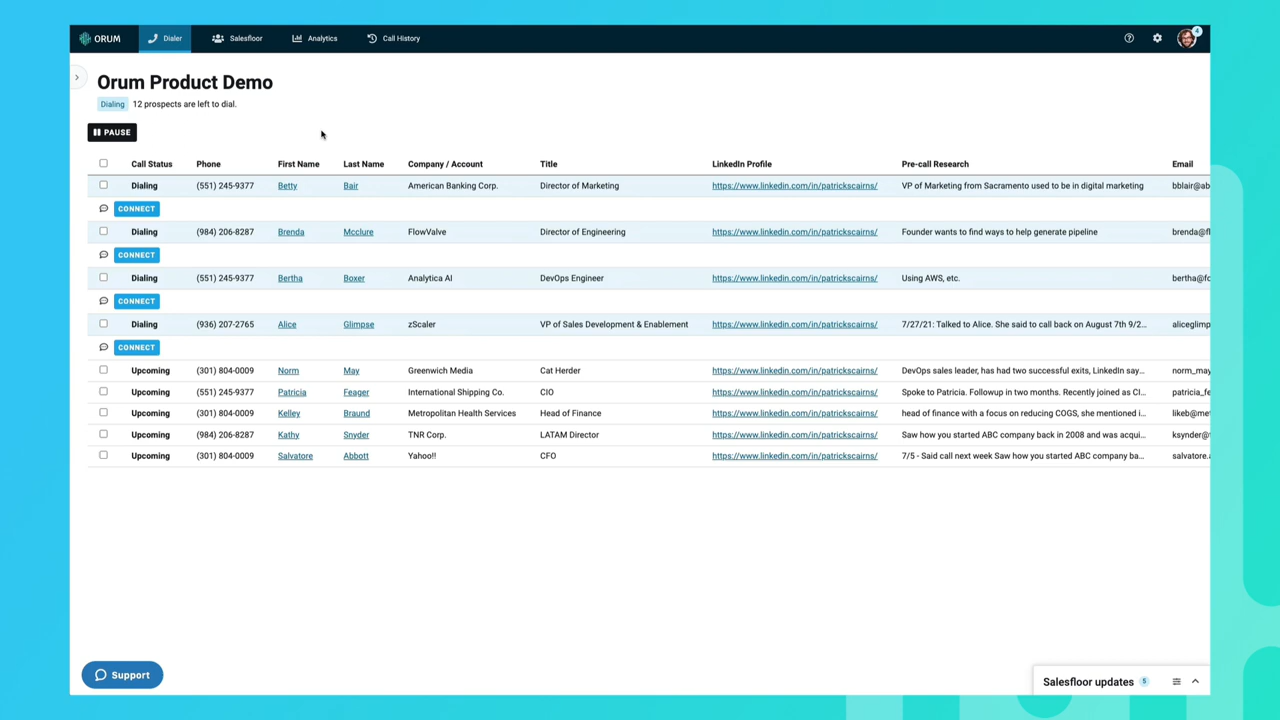 ORUM Dialer Salesfloor Analytics Call History 4
Orum Product Demo
Dialing 12 prospects are left to dial.
PAUSE
Call Status Phone First Name Last Name Company / Account Title LinkedIn Profile Pre-call Research Email
Dialing (551) 245-9377 Betty Bair American Banking Corp. Director of Marketing https://www.linkedin.com/in/patrickscairns/ VP of Marketing from Sacramento used to be in digital marketing bblair@ab
CONNECT
Dialing (984) 206-8287 Brenda Mcclure FlowValve Director of Engineering https://www.linkedin.com/in/patrickscairns/ Founder wants to find ways to help generate pipeline brenda@fl
CONNECT
Dialing (551) 245-9377 Bertha Boxer Analytica AI DevOps Engineer https://www.linkedin.com/in/patrickscairns/ Using AWS, etc. bertha@fo
CONNECT
Dialing (936) 207-2765 Alice Glimpse zScaler VP of Sales Development & Enablement https://www.linkedin.com/in/patrickscairns/ 7/27/21: Talked to Alice. She said to call back on August 7th 9/2... aliceglimp
CONNECT
Upcoming (301) 804-0009 Norm May Greenwich Media Cat Herder https://www.linkedin.com/in/patrickscairns/ DevOps sales leader, has had two successful exits, LinkedIn say... norm_may
Upcoming (551) 245-9377 Patricia Feager International Shipping Co. CIO https://www.linkedin.com/in/patrickscairns/ Spoke to Patricia. Followup in two months. Recently joined as CI... patricia_fe
Upcoming (301) 804-0009 Kelley Braund Metropolitan Health Services Head of Finance https://www.linkedin.com/in/patrickscairns/ head of finance with a focus on reducing COGS, she mentioned i... likeb@met
Upcoming (984) 206-8287 Kathy Snyder TNR Corp. LATAM Director https://www.linkedin.com/in/patrickscairns/ Saw how you started ABC company back in 2008 and was acqui... ksynder@t
Upcoming (301) 804-0009 Salvatore Abbott Yahoo!! CFO https://www.linkedin.com/in/patrickscairns/ 7/5 - Said call next week Saw how you started ABC company ba... salvatore.a
Support
Salesfloor updates 5